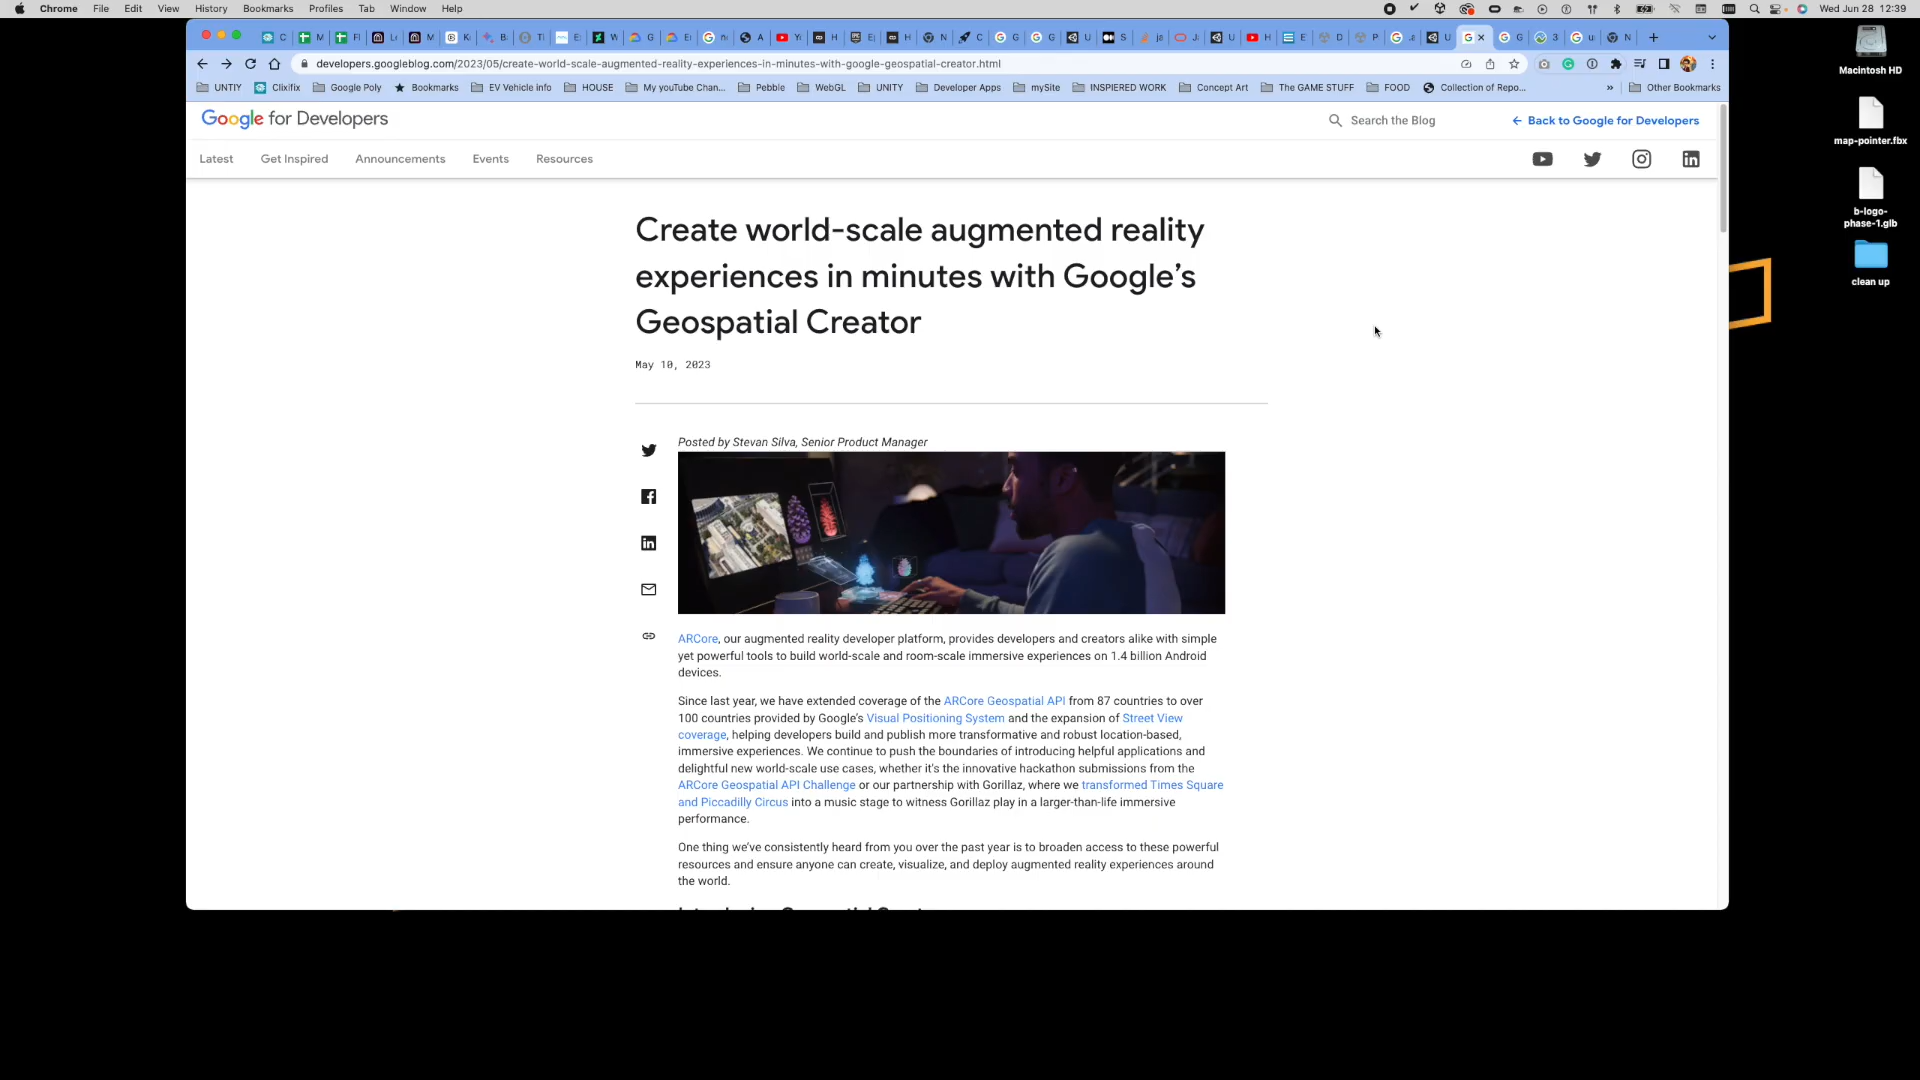 Chrome File Edit View History Bookmarks Profiles Tab Window Help Wed Jun 28 12:39
developers.googleblog.com/2023/05/create-world-scale-augmented-reality-experiences-in-minutes-with-google-geospatial-creator.html
UNTIY Clixifix Google Poly Bookmarks EV Vehicle info HOUSE My youTube Chan... Pebble WebGL UNITY Developer Apps mySite INSPIERED WORK Concept Art The GAME STUFF FOOD Collection of Repo... » Other Bookmarks
Macintosh HD
map-pointer.fbx
b-logo-
phase-1.glb
clean up
Google for Developers
Search the Blog
Back to Google for Developers
Latest Get Inspired Announcements Events Resources
Create world-scale augmented reality
experiences in minutes with Google’s
Geospatial Creator
May 10, 2023
Posted by Stevan Silva, Senior Product Manager
ARCore, our augmented reality developer platform, provides developers and creators alike with simple
yet powerful tools to build world-scale and room-scale immersive experiences on 1.4 billion Android
devices.
Since last year, we have extended coverage of the ARCore Geospatial API from 87 countries to over
100 countries provided by Google’s Visual Positioning System and the expansion of Street View
coverage, helping developers build and publish more transformative and robust location-based,
immersive experiences. We continue to push the boundaries of introducing helpful applications and
delightful new world-scale use cases, whether it's the innovative hackathon submissions from the
ARCore Geospatial API Challenge or our partnership with Gorillaz, where we transformed Times Square
and Piccadilly Circus into a music stage to witness Gorillaz play in a larger-than-life immersive
performance.
One thing we’ve consistently heard from you over the past year is to broaden access to these powerful
resources and ensure anyone can create, visualize, and deploy augmented reality experiences around
the world.